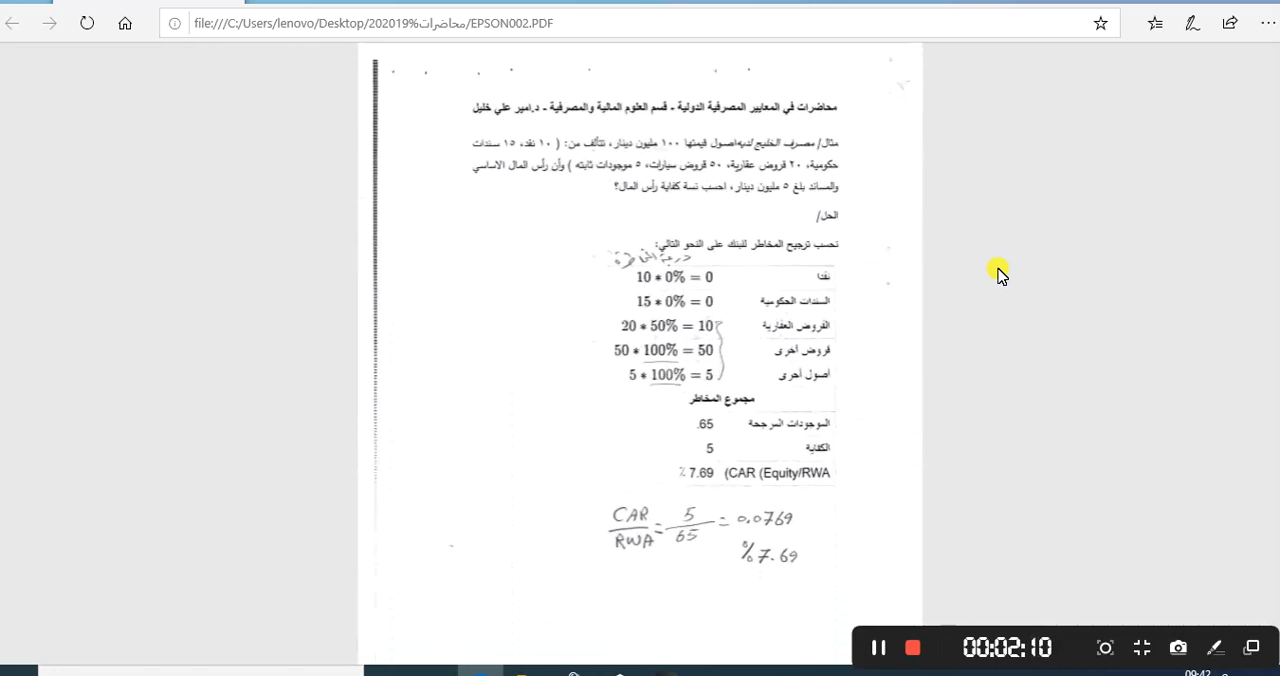 file:///C:/Users/lenovo/Desktop/202019%محاضرات/EPSON002.PDF
محاضرات في المعايير المصرفية الدولية - قسم العلوم المالية والمصرفية - د.امير علي خليل
مثال/ مصرف الخليج لديه اصول قيمتها ١٠٠ مليون دينار، تتألف من: ( ١٠ نقد، ١٥ سندات
حكومية، ٢٠ قروض عقارية، ٥٠ قروض سيارات، ٥ موجودات ثابته ) وأن رأس المال الاساسي
والمساند بلغ ٥ مليون دينار، احسب نسة كفاية رأس المال؟
الحل/
نحسب ترجيح المخاطر للبنك على النحو التالي:
نقدا 10 * 0% = 0
السندات الحكومية 15 * 0% = 0
القروض العقارية 20 * 50% = 10
قروض أخرى 50 * 100% = 50
أصول أخرى 5 * 100% = 5
مجموع المخاطر
الموجودات المرجحة 65.
الكفاية 5
(CAR (Equity/RWA 7.69 ٪
CAR/RWA = 5/65 = 0.0769
% 7.69
00:02:10
09:42